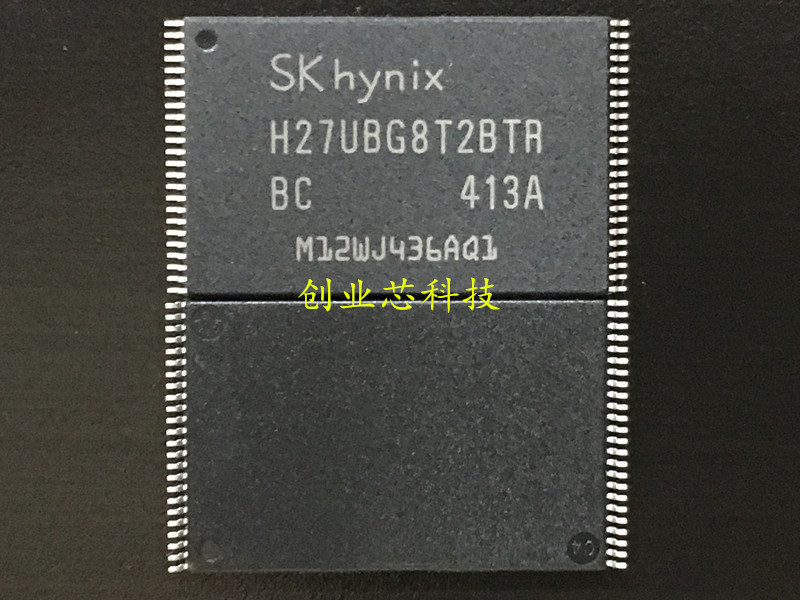 SK hynix
H27UBG8T2BTR
BC 413A
M12WJ436AQ1
创业芯科技